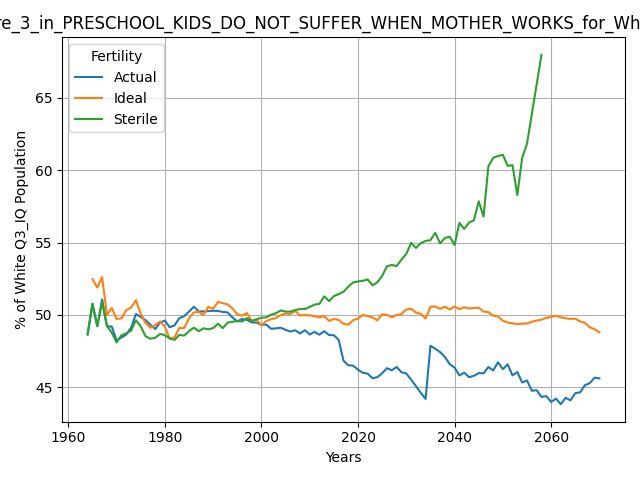 re_3_in_PRESCHOOL_KIDS_DO_NOT_SUFFER_WHEN_MOTHER_WORKS_for_Wh
Fertility
Actual
Ideal
Sterile
% of White Q3_IQ Population
65
60
55
50
45
1960
1980
2000
2020
2040
2060
Years